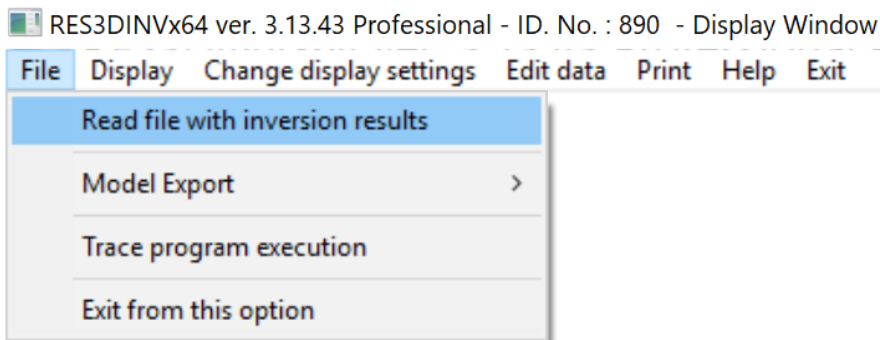 RES3DINVx64 ver. 3.13.43 Professional - ID. No. : 890 - Display Window
File Display Change display settings Edit data Print Help Exit
Read file with inversion results
Model Export
Trace program execution
Exit from this option